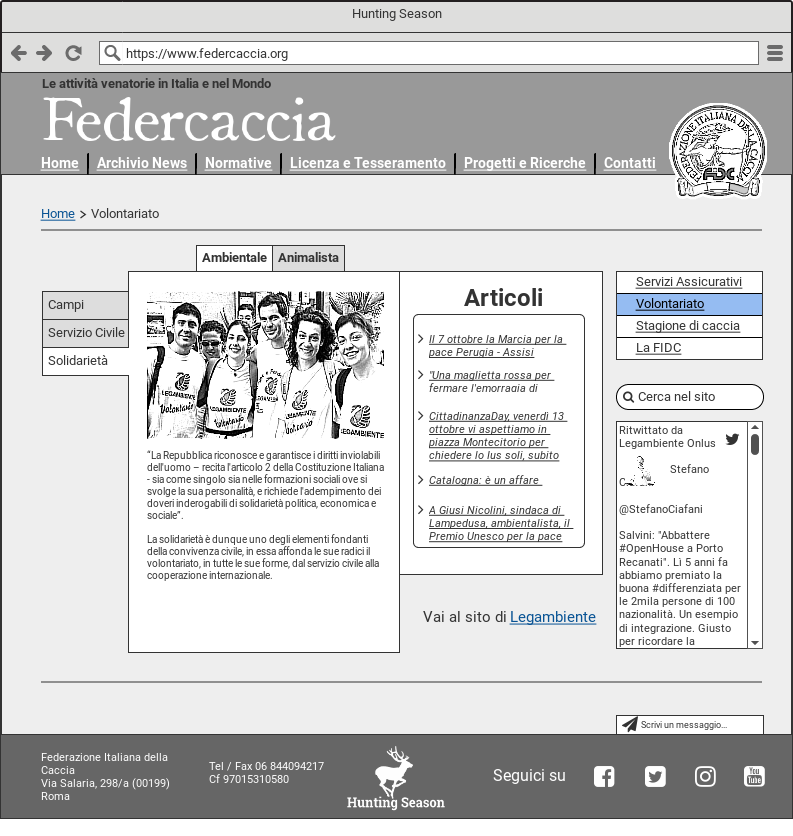 Hunting Season
https://www.federcaccia.org
Le attività venatorie in Italia e nel Mondo
Federcaccia
FEDERAZIONE ITALIANA DELLA CACCIA
FIDC
Home
Archivio News
Normative
Licenza e Tesseramento
Progetti e Ricerche
Contatti
Home > Volontariato
Ambientale
Animalista
Campi
Servizio Civile
Solidarietà
LEGAMBIENTE
Volontario
LEGAMBIENTE
Volontario
LEGAMBIENTE
LEGAMBIENTE
“La Repubblica riconosce e garantisce i diritti inviolabili
dell'uomo – recita l'articolo 2 della Costituzione Italiana
- sia come singolo sia nelle formazioni sociali ove si
svolge la sua personalità, e richiede l'adempimento dei
doveri inderogabili di solidarietà politica, economica e
sociale”.
La solidarietà è dunque uno degli elementi fondanti
della convivenza civile, in essa affonda le sue radici il
volontariato, in tutte le sue forme, dal servizio civile alla
cooperazione internazionale.
Articoli
Il 7 ottobre la Marcia per la
pace Perugia - Assisi
"Una maglietta rossa per
fermare l'emorragia di
CittadinanzaDay, venerdì 13
ottobre vi aspettiamo in
piazza Montecitorio per
chiedere lo Ius soli, subito
Catalogna: è un affare
A Giusi Nicolini, sindaca di
Lampedusa, ambientalista, il
Premio Unesco per la pace
Vai al sito di Legambiente
Servizi Assicurativi
Volontariato
Stagione di caccia
La FIDC
Cerca nel sito
Ritwittato da
Legambiente Onlus
Stefano
C
@StefanoCiafani
Salvini: "Abbattere
#OpenHouse a Porto
Recanati". Lì 5 anni fa
abbiamo premiato la
buona #differenziata per
le 2mila persone di 100
nazionalità. Un esempio
di integrazione. Giusto
per ricordare la
Scrivi un messaggio...
Federazione Italiana della
Caccia
Via Salaria, 298/a (00199)
Roma
Tel / Fax 06 844094217
Cf 97015310580
Hunting Season
Seguici su
You
Tube